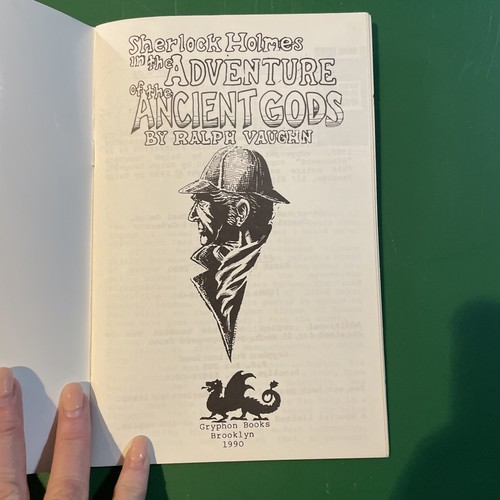 Sherlock Holmes
in the ADVENTURE
of the
ANCIENT GODS
BY RALPH VAUGHN
Gryphon Books
Brooklyn
1990